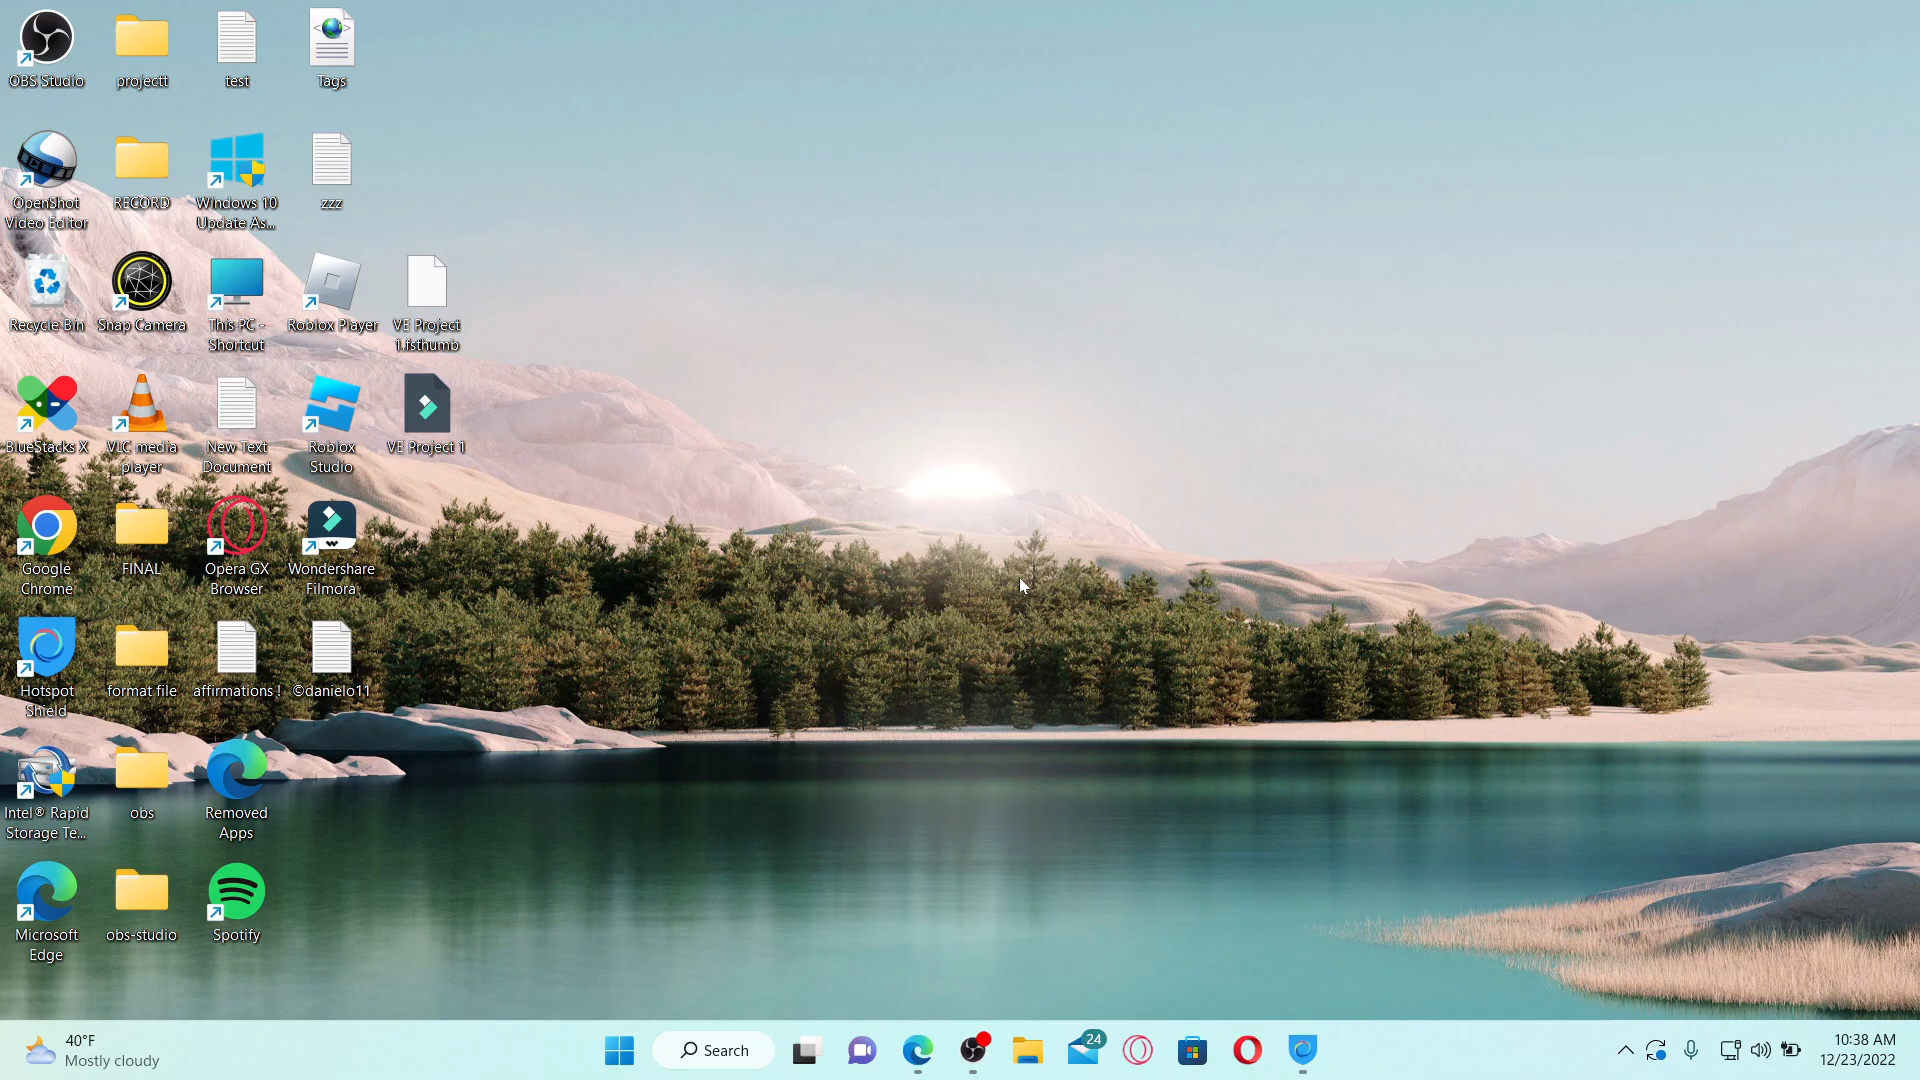 OBS Studio
projectt
test
Tags
OpenShot
Video Editor
RECORD
Windows 10
Update As...
zzz
Recycle Bin
Snap Camera
This PC -
Shortcut
Roblox Player
VE Project
1.fsthumb
BlueStacks X
VLC media
player
New Text
Document
Roblox
Studio
VE Project 1
Google
Chrome
FINAL
Opera GX
Browser
Wondershare
Filmora
Hotspot
Shield
format file
affirmations !
©danielo11
Intel® Rapid
Storage Te...
obs
Removed
Apps
Microsoft
Edge
obs-studio
Spotify
40°F
Mostly cloudy
Search
24
10:38 AM
12/23/2022